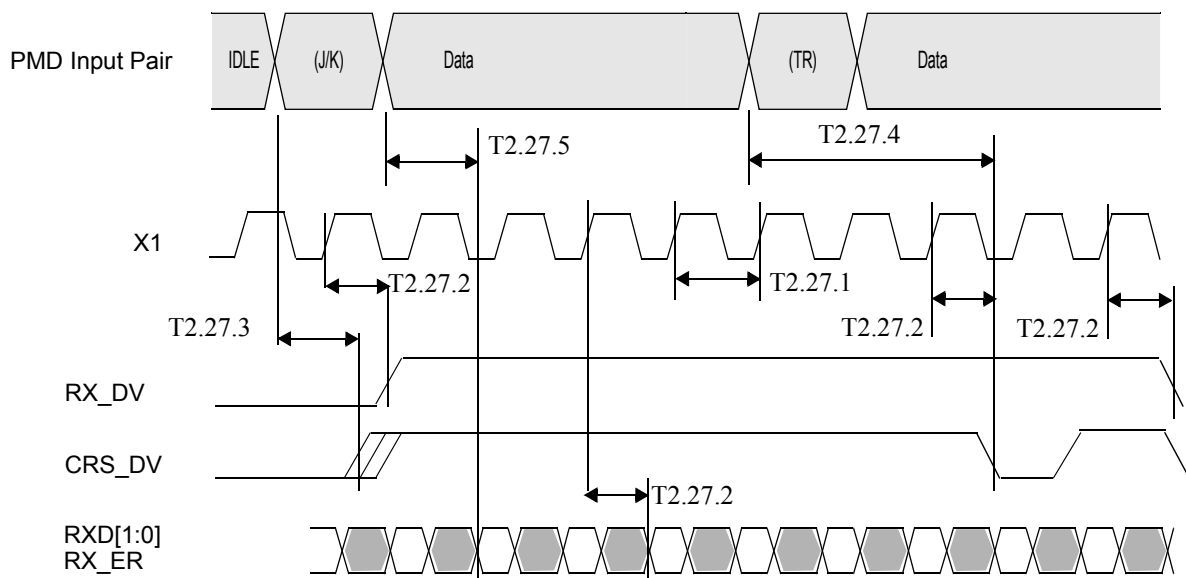 PMD Input Pair
IDLE
(J/K)
Data
(TR)
Data
T2.27.5
T2.27.4
X1
T2.27.2
T2.27.1
T2.27.3
T2.27.2
T2.27.2
RX_DV
CRS_DV
T2.27.2
RXD[1:0]
RX_ER